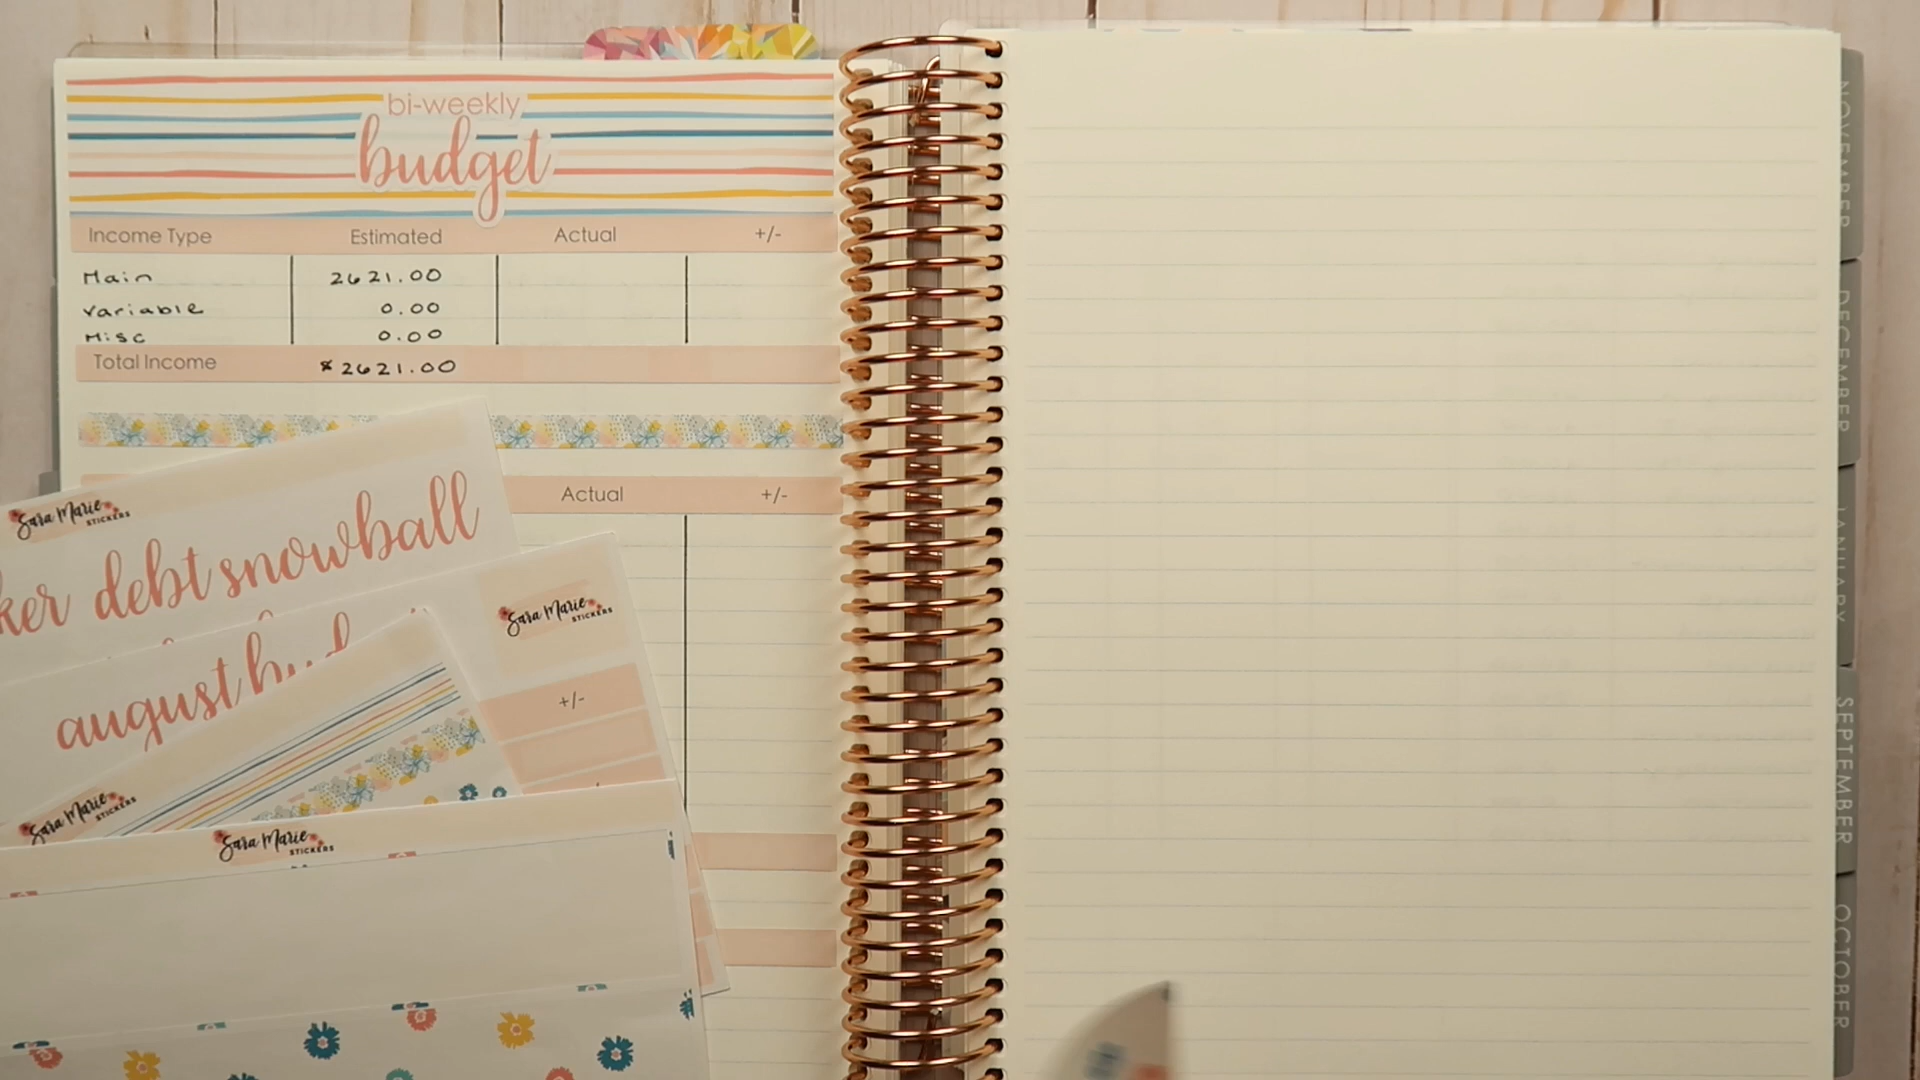 bi-weekly
budget
Income Type Estimated Actual +/-
Main 2621.00
Variable 0.00
Misc 0.00
Total Income $2621.00
Actual +/-
Sara Marie
STICKERS
debt snowball
Sara Marie
STICKERS
august
+/-
Sara Marie
STICKERS
Sara Marie
STICKERS
NOVEMBER
DECEMBER
JANUARY
SEPTEMBER
OCTOBER